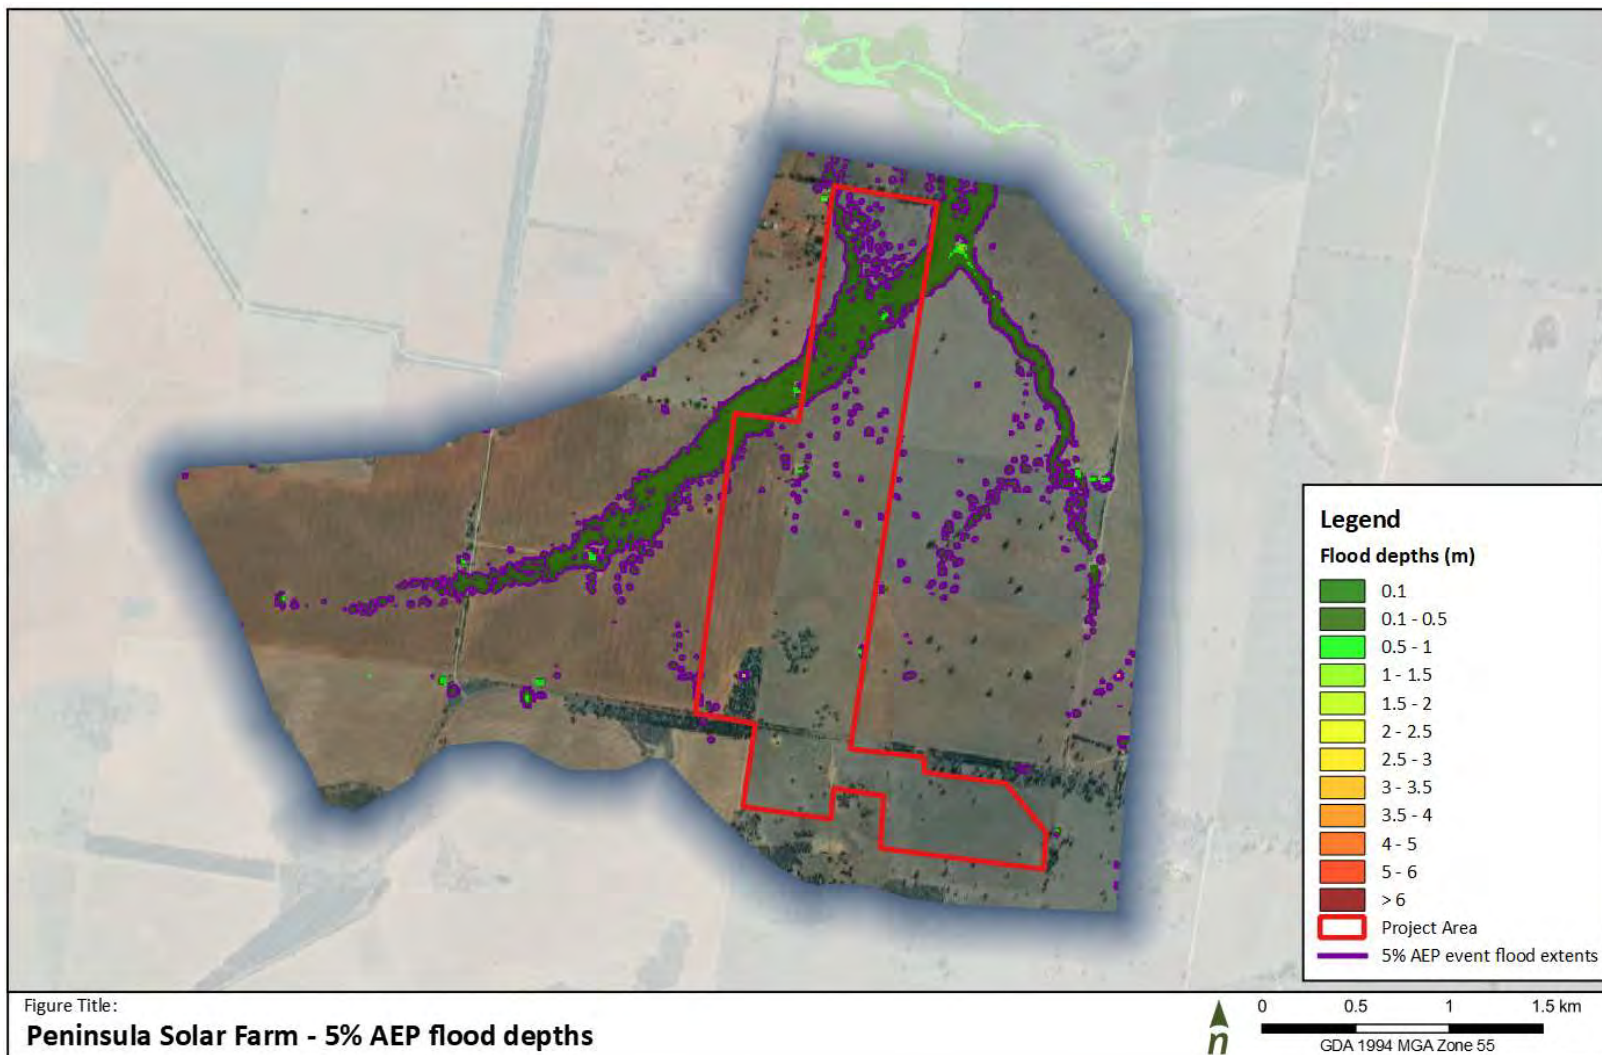 Legend
Flood depths (m)
0.1
0.1 - 0.5
0.5 - 1
1 - 1.5
1.5 - 2
2 - 2.5
2.5 - 3
3 - 3.5
3.5 - 4
4 - 5
5 - 6
> 6
Project Area
5% AEP event flood extents
Figure Title:
Peninsula Solar Farm - 5% AEP flood depths
n
0 0.5 1 1.5 km
GDA 1994 MGA Zone 55